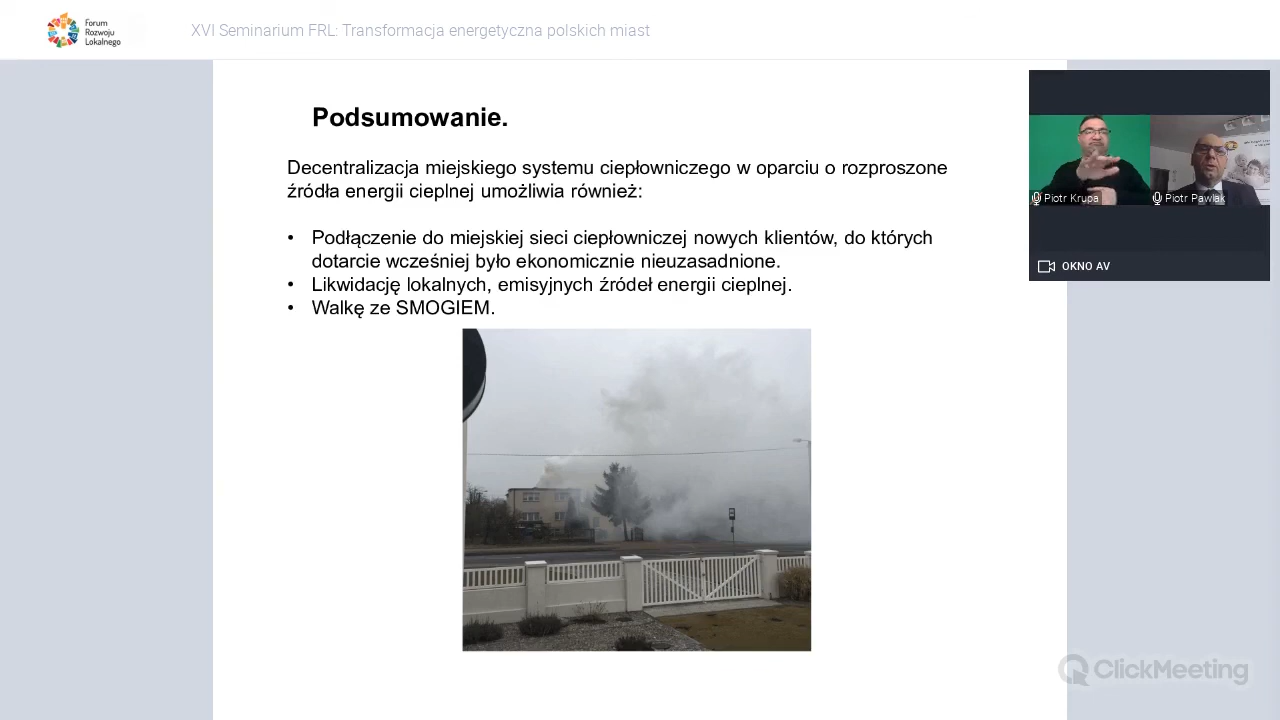 Forum
Rozwoju
Lokalnego
XVI Seminarium FRL: Transformacja energetyczna polskich miast
Podsumowanie.
Decentralizacja miejskiego systemu ciepłowniczego w oparciu o rozproszone
źródła energii cieplnej umożliwia również:
• Podłączenie do miejskiej sieci ciepłowniczej nowych klientów, do których
dotarcie wcześniej było ekonomicznie nieuzasadnione.
• Likwidację lokalnych, emisyjnych źródeł energii cieplnej.
• Walkę ze SMOGIEM.
Piotr Krupa
Piotr Pawlak
OKNO AV
ClickMeeting